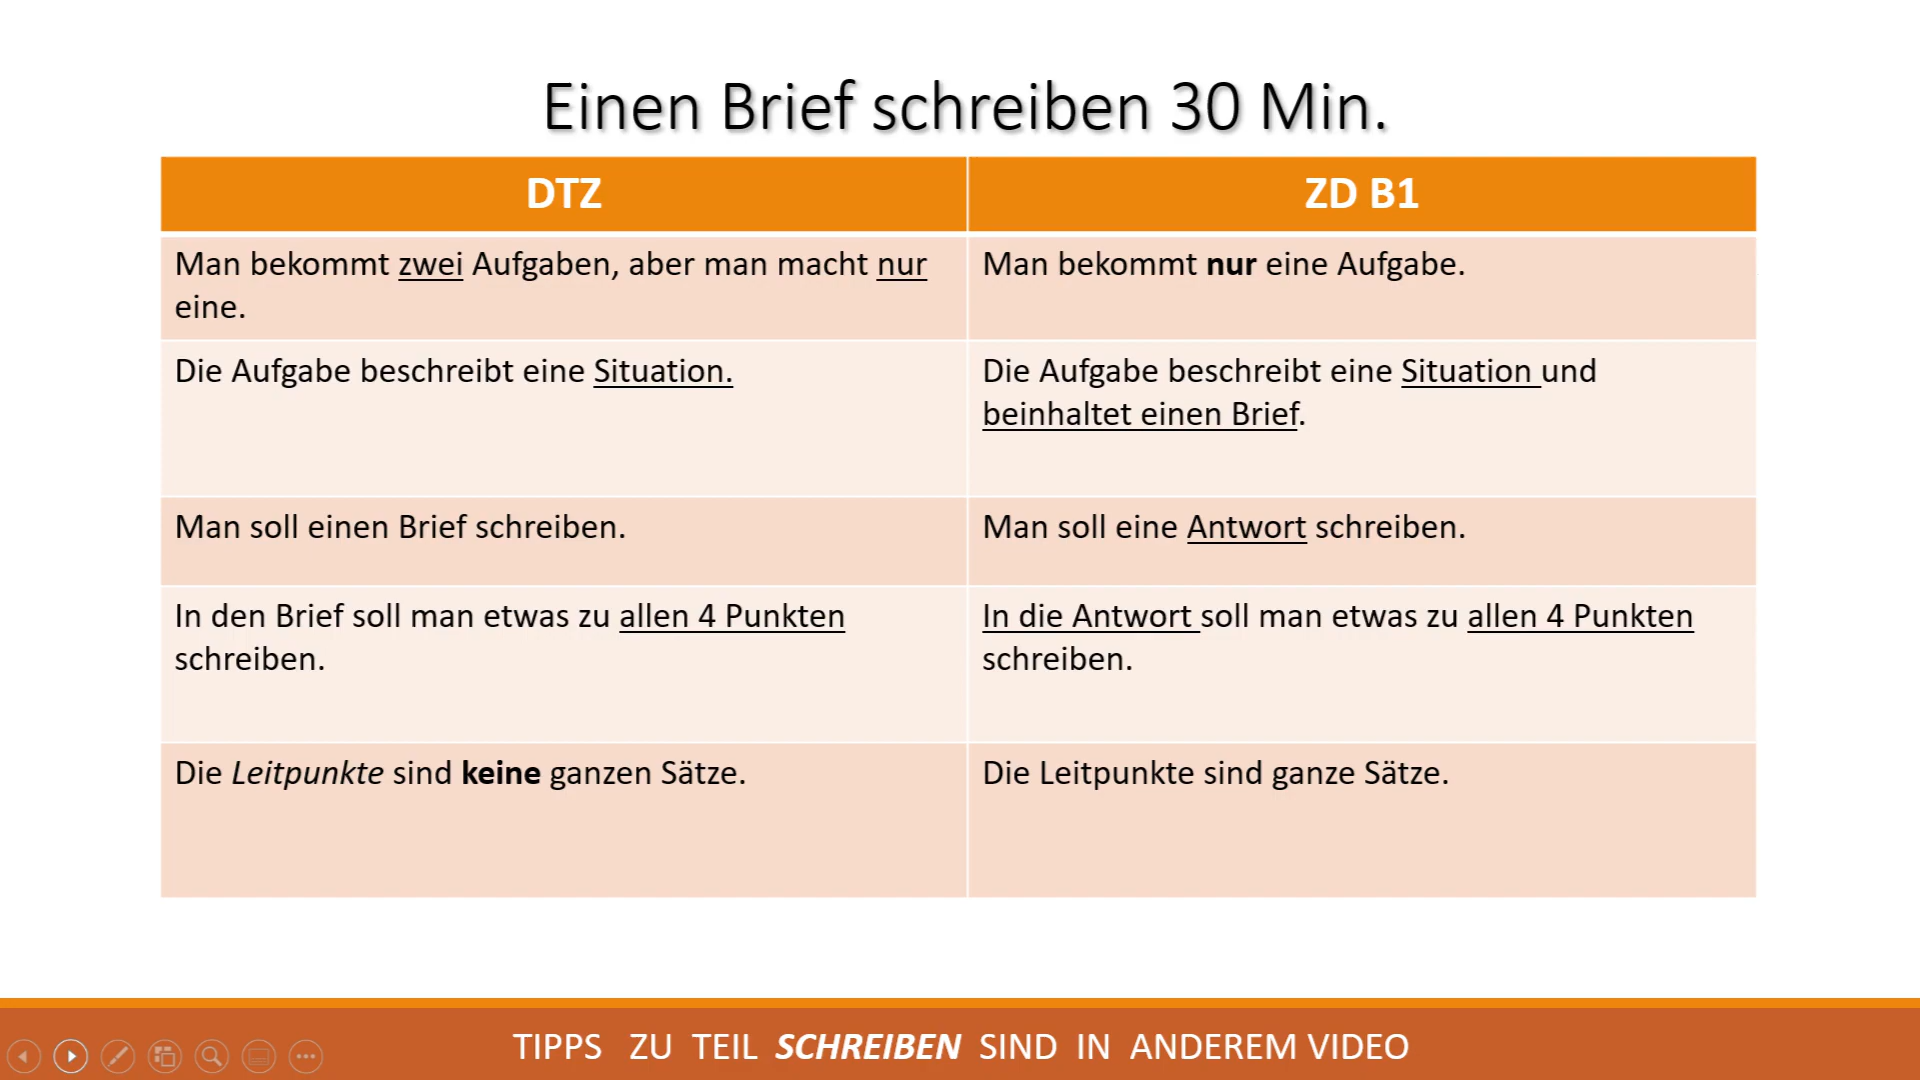 Einen Brief schreiben 30 Min.
DTZ
ZD B1
Man bekommt zwei Aufgaben, aber man macht nur
eine.
Man bekommt nur eine Aufgabe.
Die Aufgabe beschreibt eine Situation.
Die Aufgabe beschreibt eine Situation und
beinhaltet einen Brief.
Man soll einen Brief schreiben.
Man soll eine Antwort schreiben.
In den Brief soll man etwas zu allen 4 Punkten
schreiben.
In die Antwort soll man etwas zu allen 4 Punkten
schreiben.
Die Leitpunkte sind keine ganzen Sätze.
Die Leitpunkte sind ganze Sätze.
TIPPS ZU TEIL SCHREIBEN SIND IN ANDEREM VIDEO